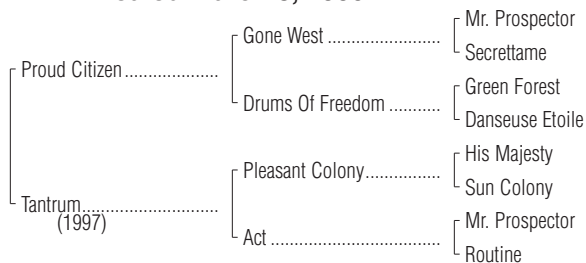 Mr. Prospector
Gone West
Secrettame
Proud Citizen
Green Forest
Drums Of Freedom
Danseuse Etoile
His Majesty
Pleasant Colony
Sun Colony
Tantrum
(1997)
Mr. Prospector
Act
Routine